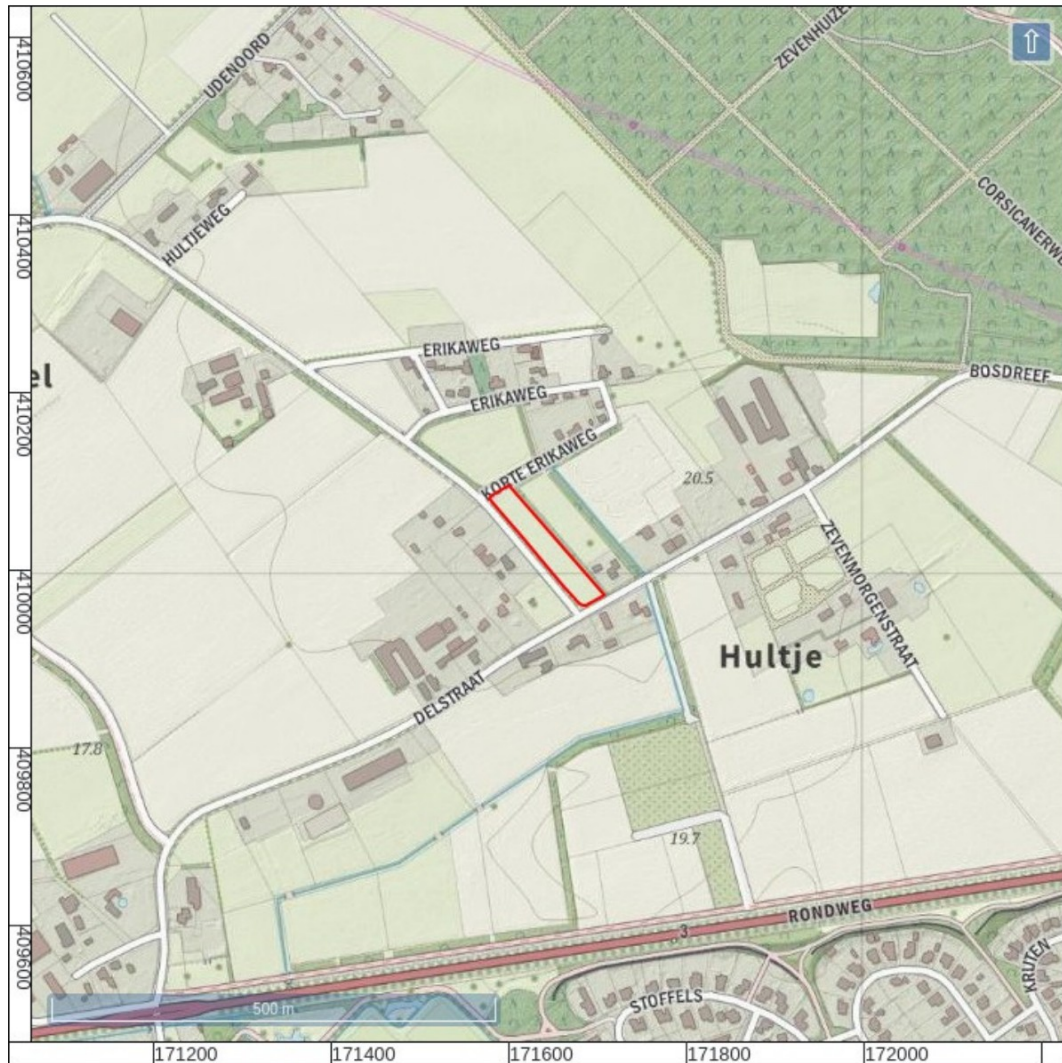 410600
410400
410200
410000
409800
409600
UDENOORD
ZEVENHUIZE
HULTJEWEG
CORSICANERWE
el
ERIKAWEG
ERIKAWEG
BOSDREEF
KORTE ERIKAWEG
20.5
ZEVENMORGENSTRAAT
Hultje
DELSTRAAT
17.8
19.7
RONDWEG
3
STOFFELS
KRUTEN
500 m
171200
171400
171600
171800
172000